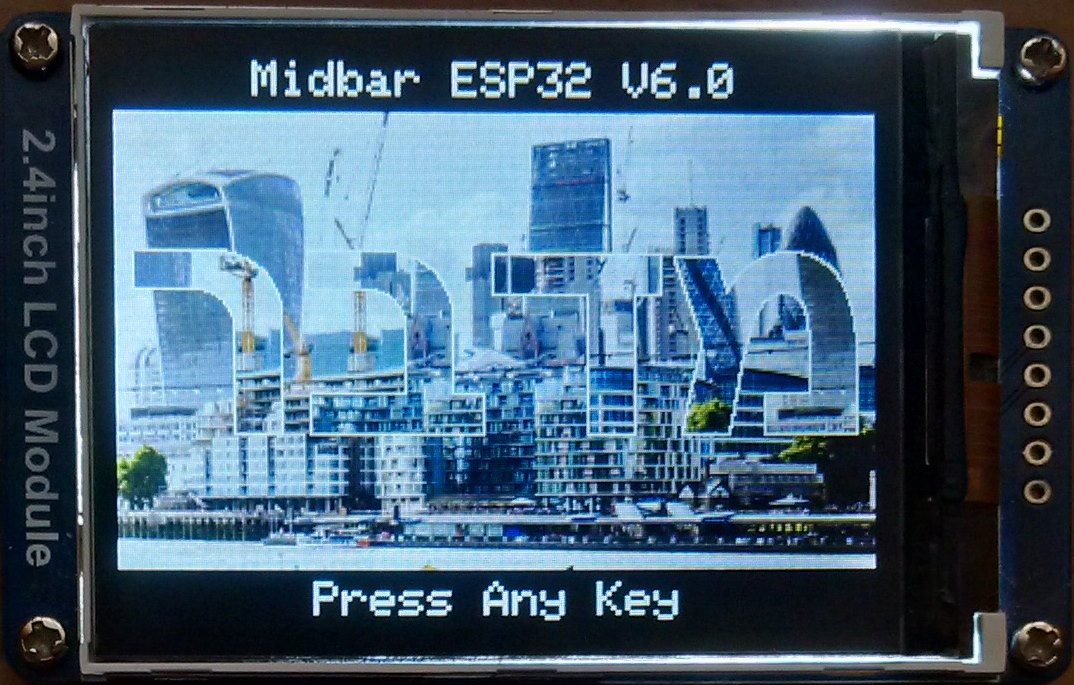 Midbar ESP32 V6.0
מדבר
Press Any Key
2.4inch LCD Module